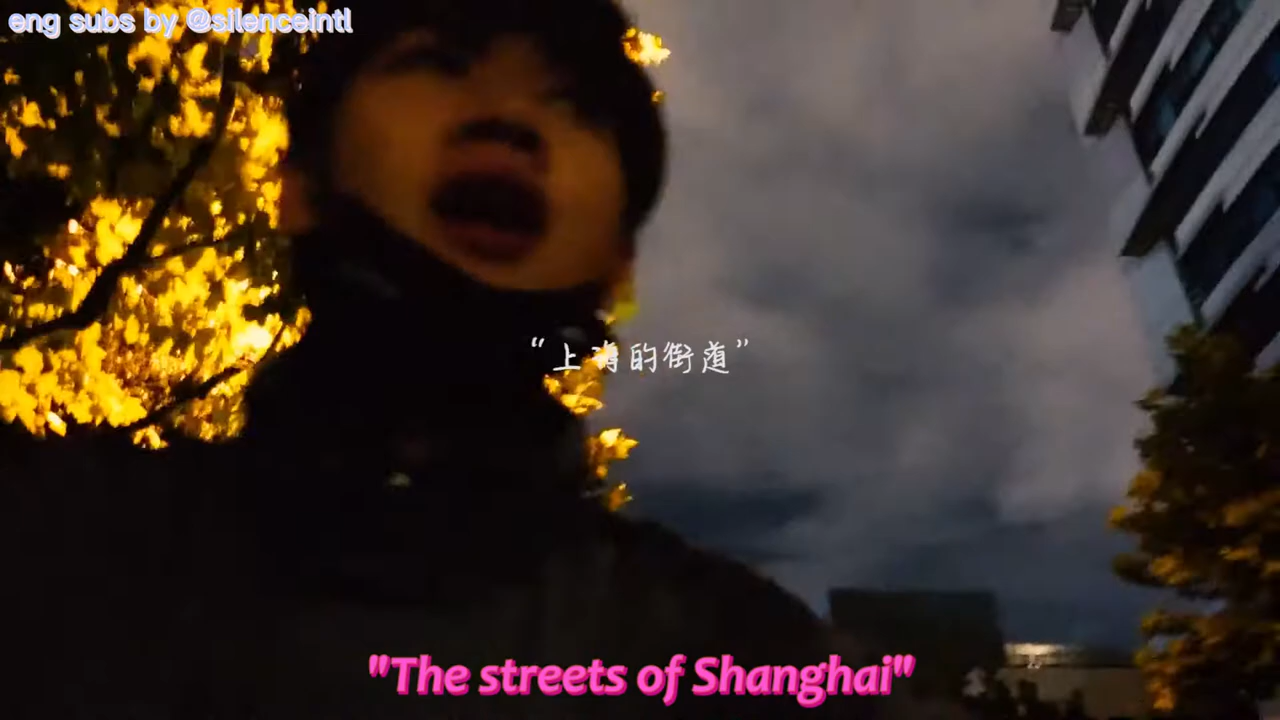 eng subs by @silenceintl
“上海的街道”
"The streets of Shanghai"